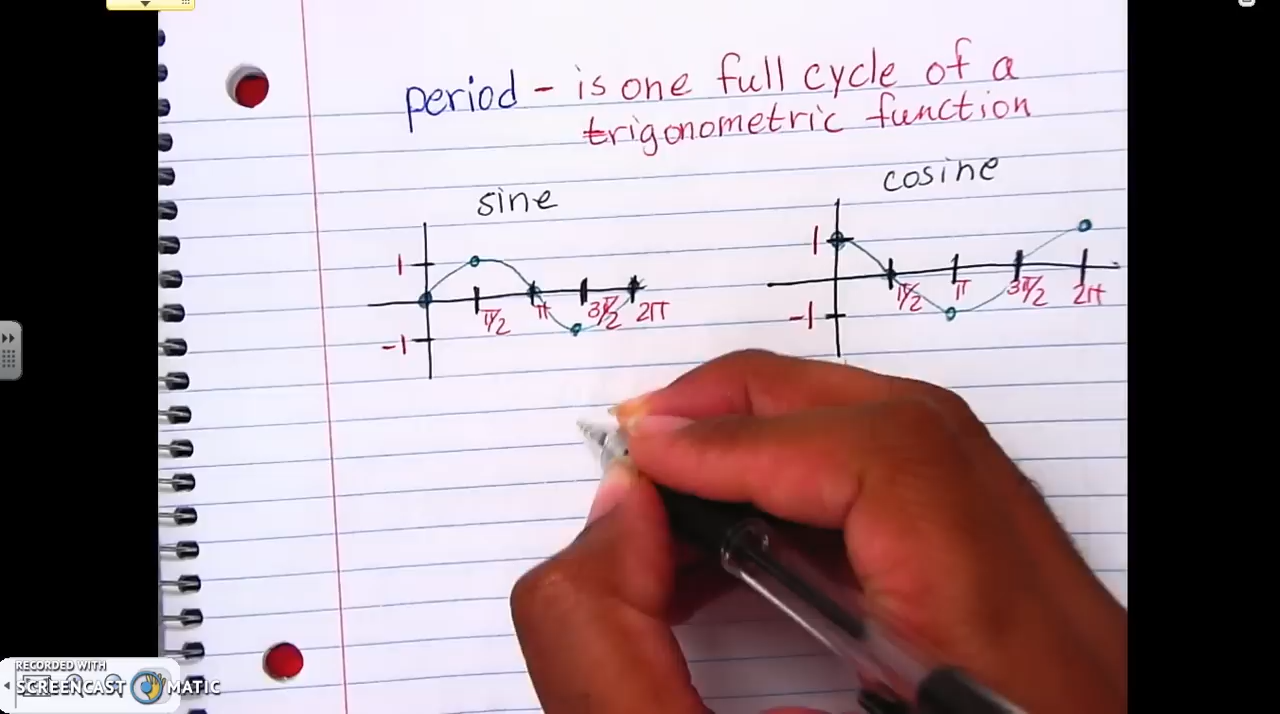 period - is one full cycle of a
trigonometric function
sine
cosine
1
-1
π/2
π
3π/2
2π
1
-1
π/2
π
3π/2
2π
RECORDED WITH
SCREENCAST MATIC